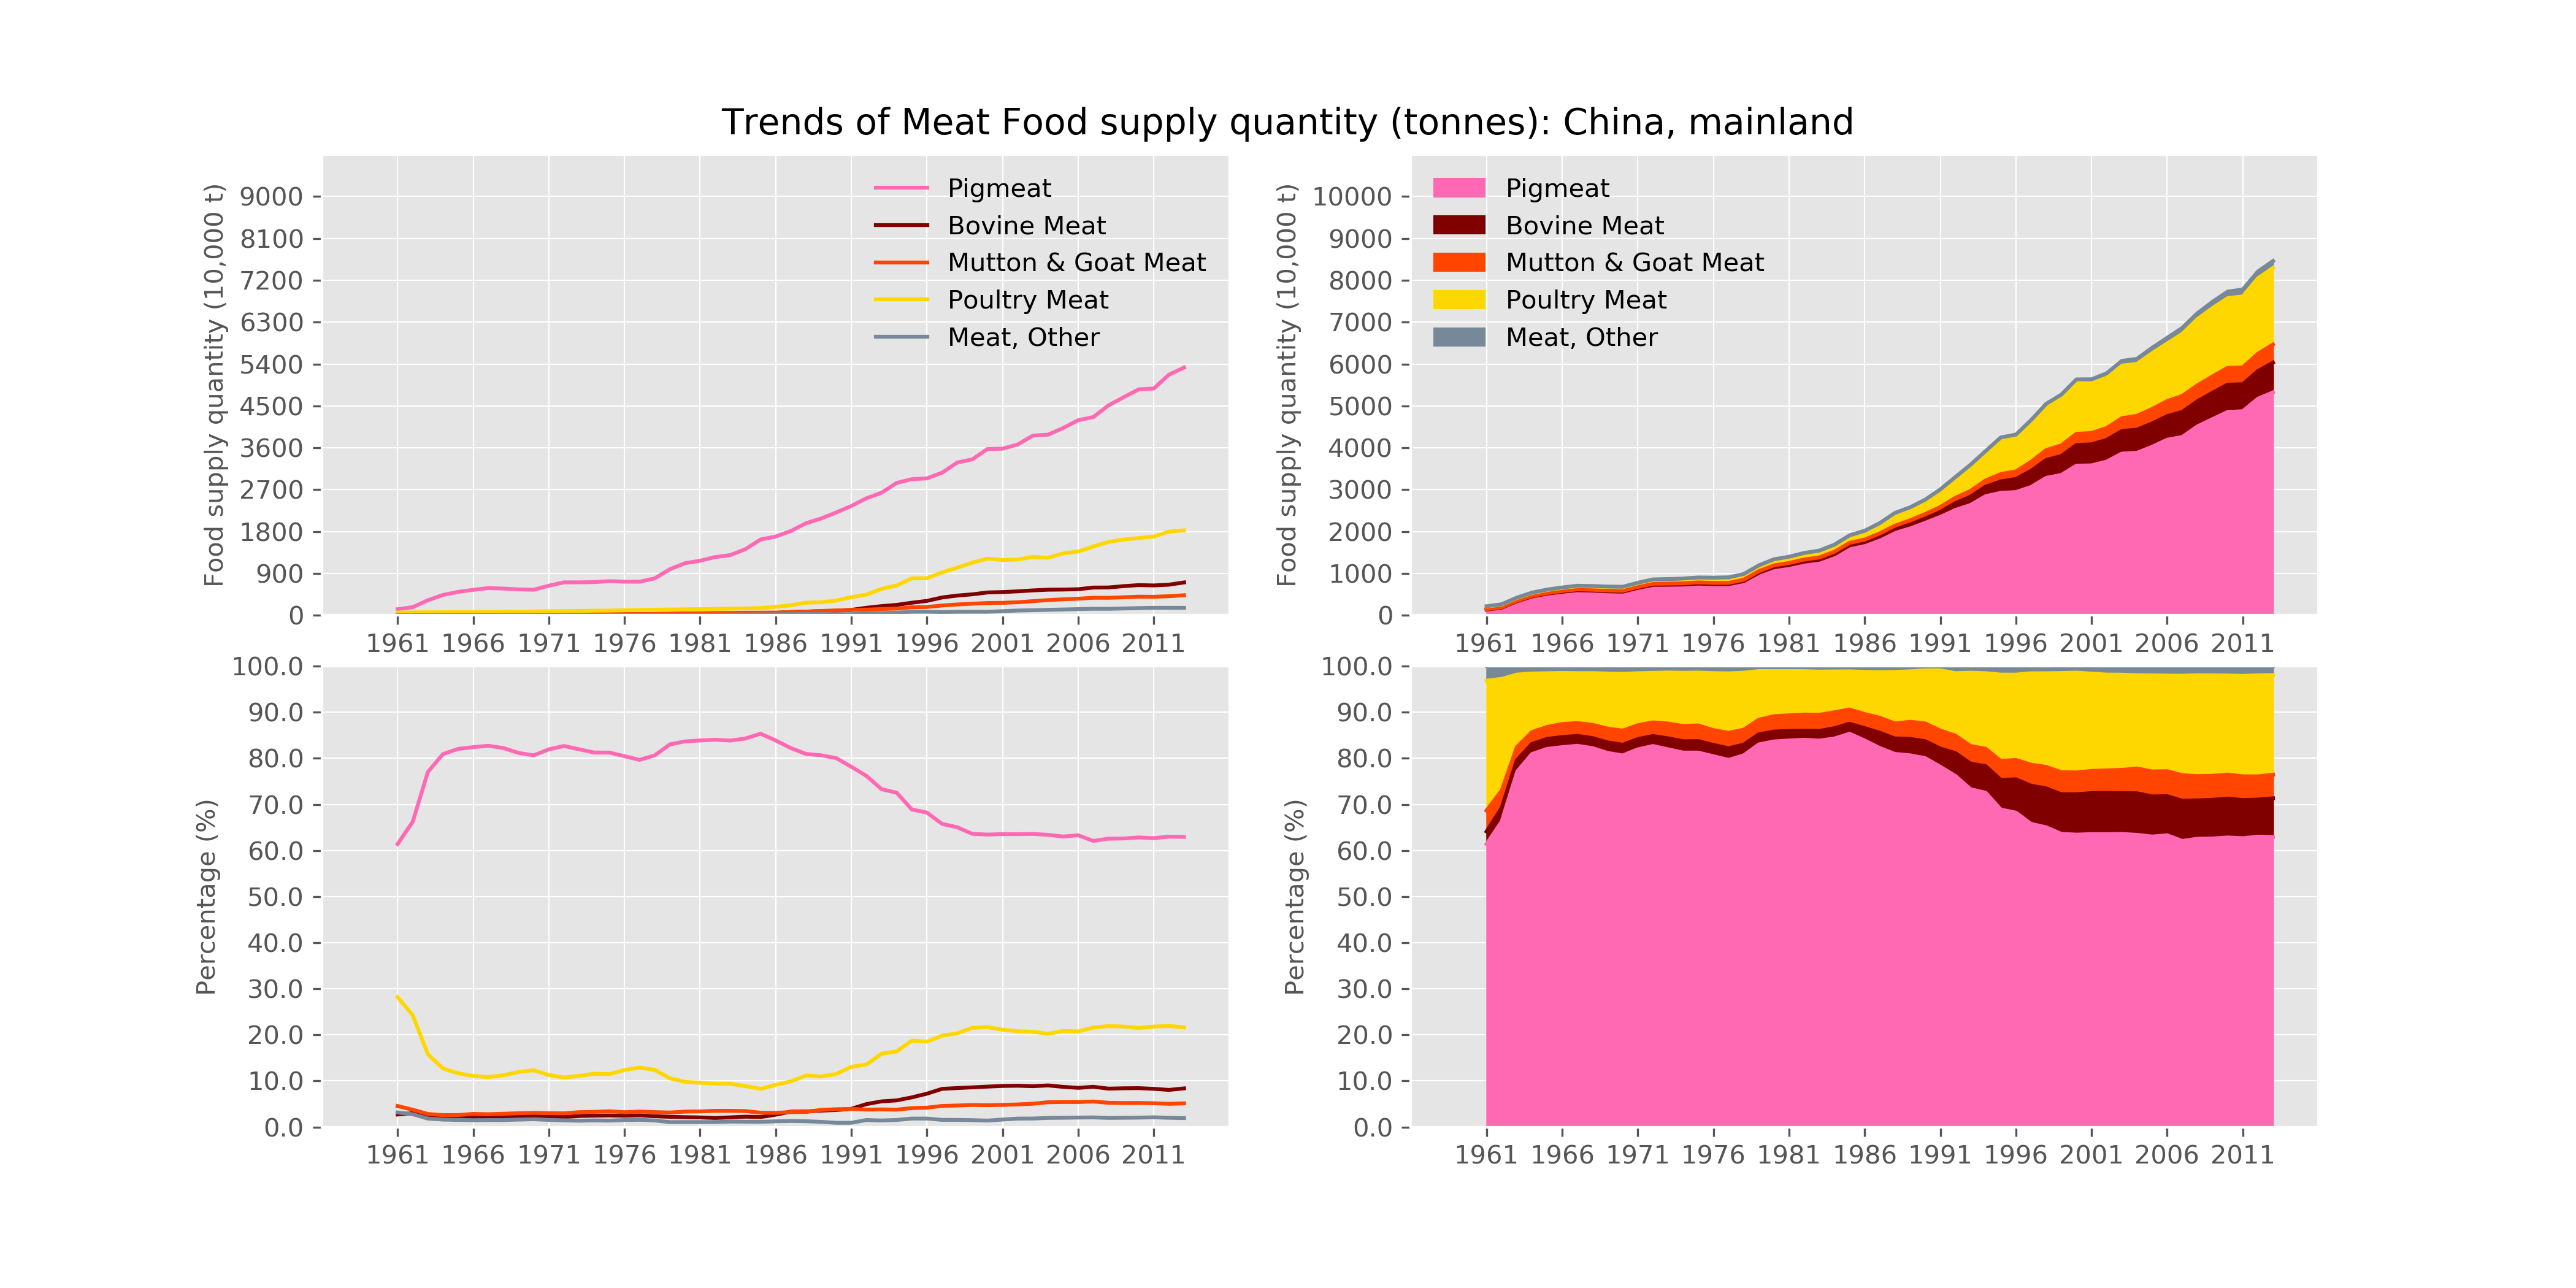 Trends of Meat Food supply quantity (tonnes): China, mainland
Food supply quantity (10,000 t)
9000
8100
7200
6300
5400
4500
3600
2700
1800
900
0
Pigmeat
Bovine Meat
Mutton & Goat Meat
Poultry Meat
Meat, Other
1961 1966 1971 1976 1981 1986 1991 1996 2001 2006 2011
Food supply quantity (10,000 t)
10000
9000
8000
7000
6000
5000
4000
3000
2000
1000
0
Pigmeat
Bovine Meat
Mutton & Goat Meat
Poultry Meat
Meat, Other
1961 1966 1971 1976 1981 1986 1991 1996 2001 2006 2011
Percentage (%)
100.0
90.0
80.0
70.0
60.0
50.0
40.0
30.0
20.0
10.0
0.0
1961 1966 1971 1976 1981 1986 1991 1996 2001 2006 2011
Percentage (%)
100.0
90.0
80.0
70.0
60.0
50.0
40.0
30.0
20.0
10.0
0.0
1961 1966 1971 1976 1981 1986 1991 1996 2001 2006 2011